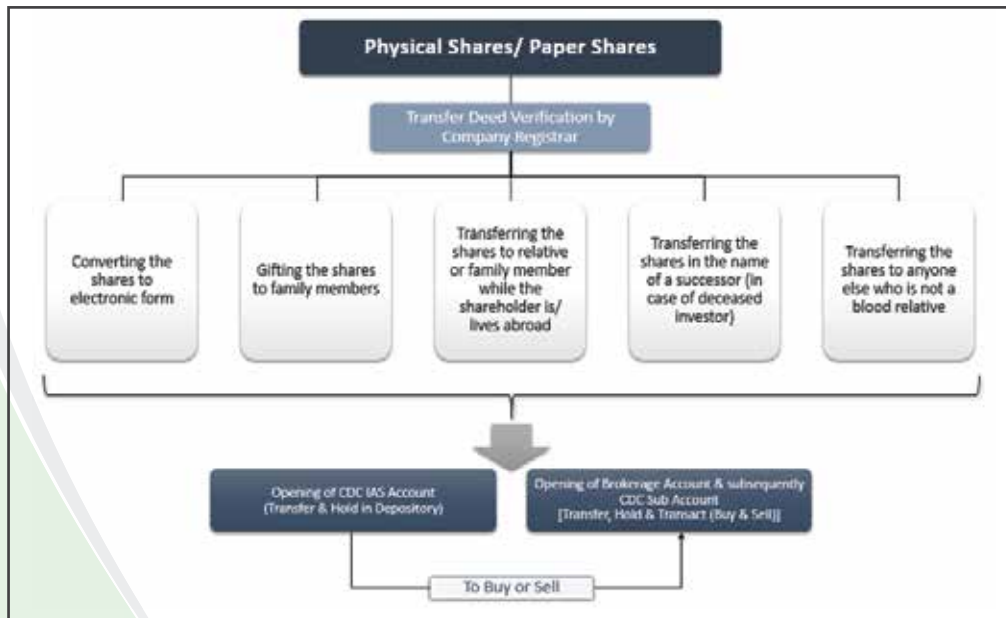 Physical Shares/ Paper Shares
Transfer Deed Verification by
Company Registrar
Converting the
shares to
electronic form
Gifting the shares
to family members
Transferring the
shares to relative
or family member
while the
shareholder is/
lives abroad
Transferring the
shares in the name
of a successor (in
case of deceased
investor)
Transferring the
shares to anyone
else who is not a
blood relative
Opening of CDC IAS Account
(Transfer & Hold in Depository)
Opening of Brokerage Account & subsequently
CDC Sub Account
[Transfer, Hold & Transact (Buy & Sell)]
To Buy or Sell